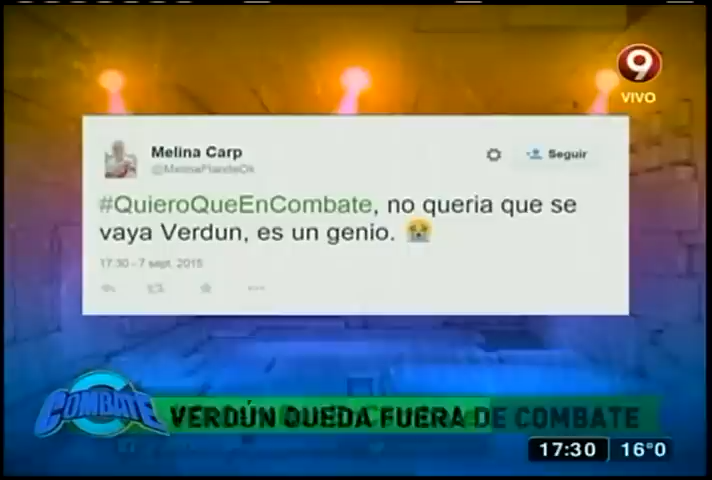 9
VIVO
Melina Carp
Seguir
#QuieroQueEnCombate, no queria que se
vaya Verdun, es un genio.
17:30 - 7 sept. 2015
COMBATE
VERDÚN QUEDA FUERA DE COMBATE
17:30 16°0